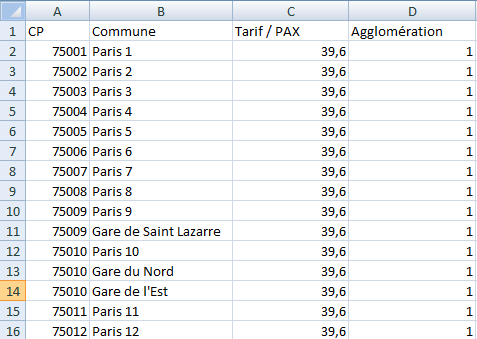 A B C D
1 CP Commune Tarif / PAX Agglomération
2 75001 Paris 1 39,6 1
3 75002 Paris 2 39,6 1
4 75003 Paris 3 39,6 1
5 75004 Paris 4 39,6 1
6 75005 Paris 5 39,6 1
7 75006 Paris 6 39,6 1
8 75007 Paris 7 39,6 1
9 75008 Paris 8 39,6 1
10 75009 Paris 9 39,6 1
11 75009 Gare de Saint Lazarre 39,6 1
12 75010 Paris 10 39,6 1
13 75010 Gare du Nord 39,6 1
14 75010 Gare de l'Est 39,6 1
15 75011 Paris 11 39,6 1
16 75012 Paris 12 39,6 1